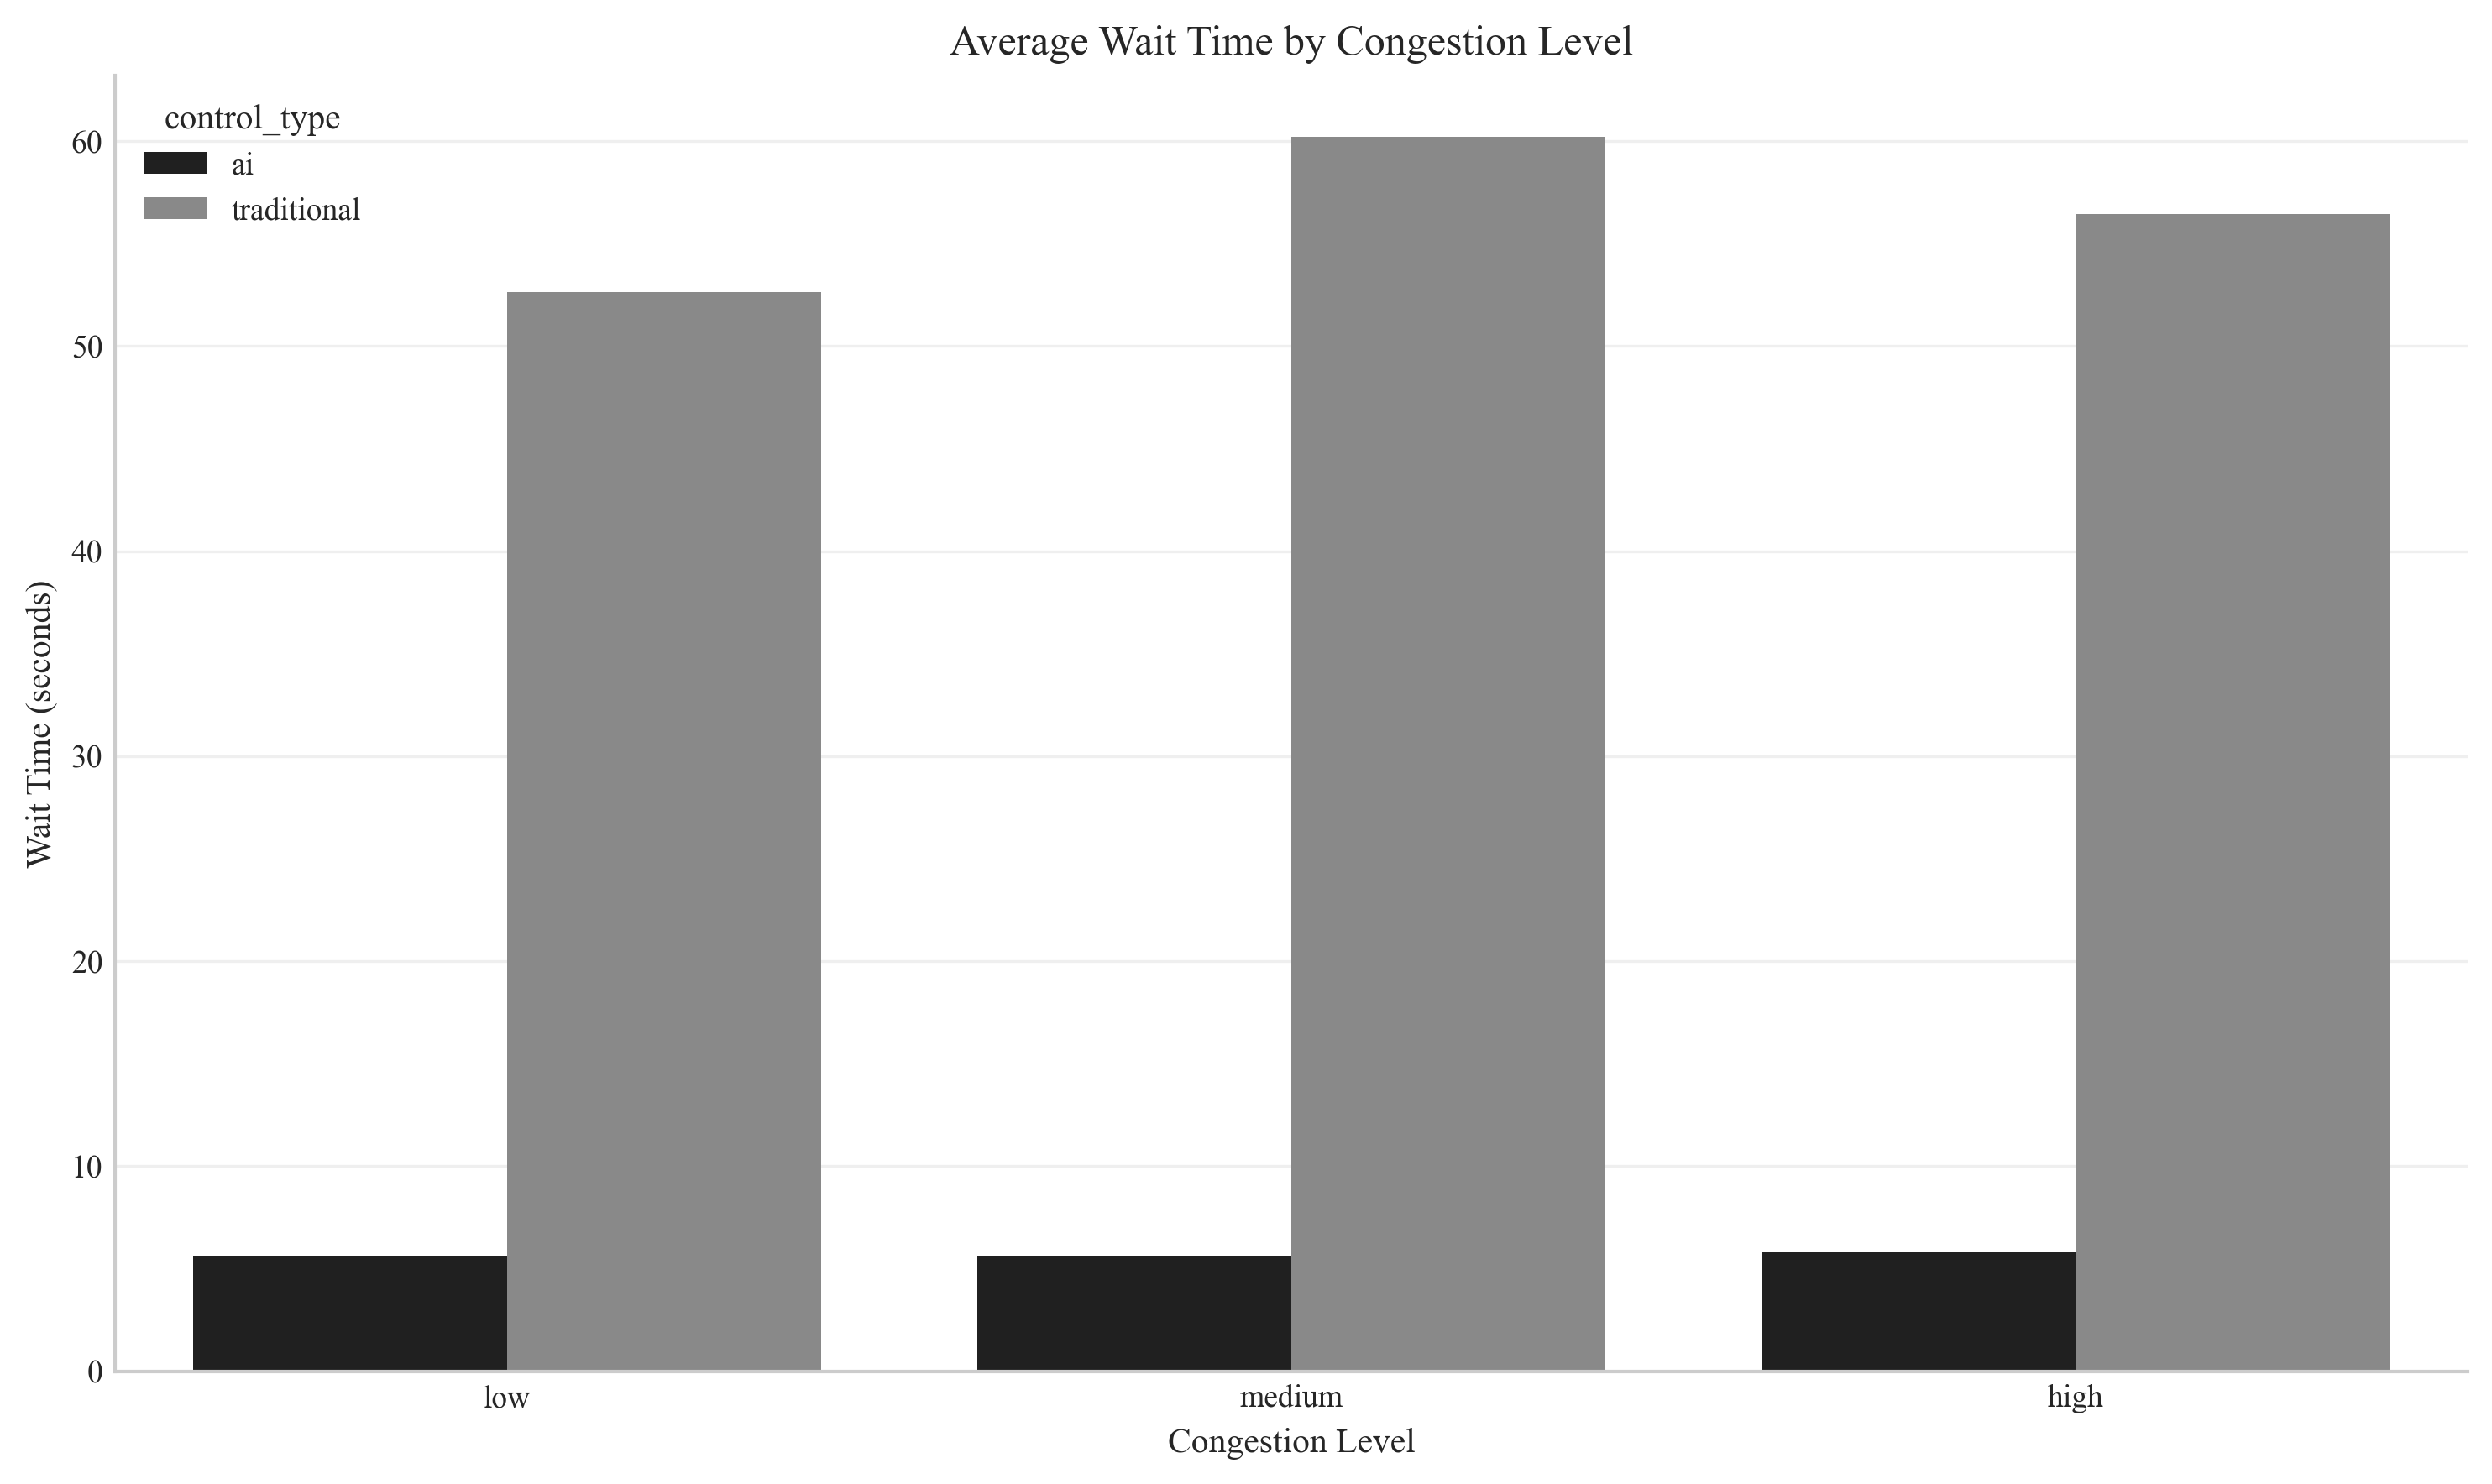 Average Wait Time by Congestion Level
control_type
ai
traditional
60
50
40
30
20
10
0
Wait Time (seconds)
low medium high
Congestion Level